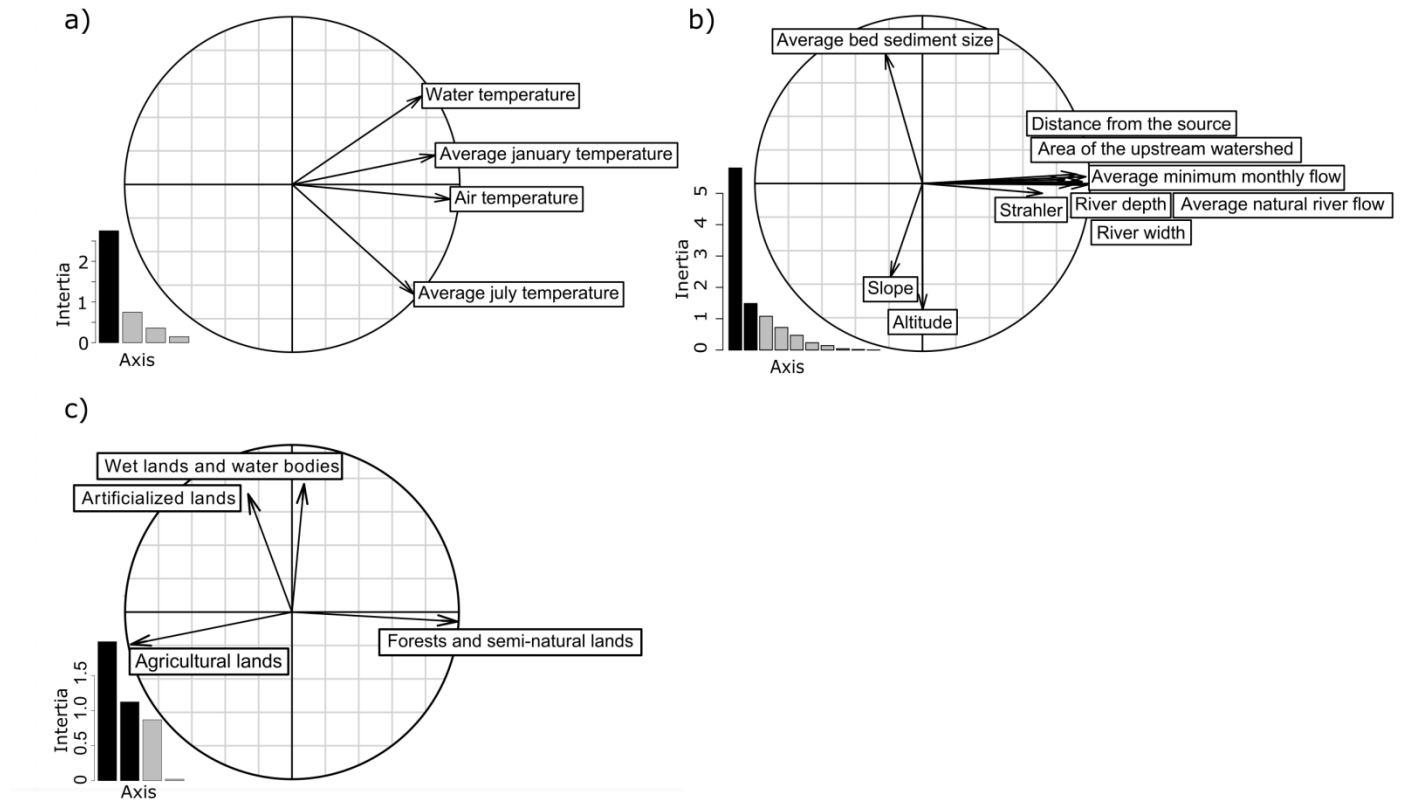 a)
Water temperature
Average january temperature
Air temperature
Average july temperature
Intertia
2
1
0
Axis
b)
Average bed sediment size
Distance from the source
Area of the upstream watershed
Average minimum monthly flow
River depth
Average natural river flow
Strahler
River width
Slope
Altitude
Inertia
5
4
3
2
1
0
Axis
c)
Wet lands and water bodies
Artificialized lands
Forests and semi-natural lands
Agricultural lands
Intertia
1.5
1.0
0.5
0
Axis